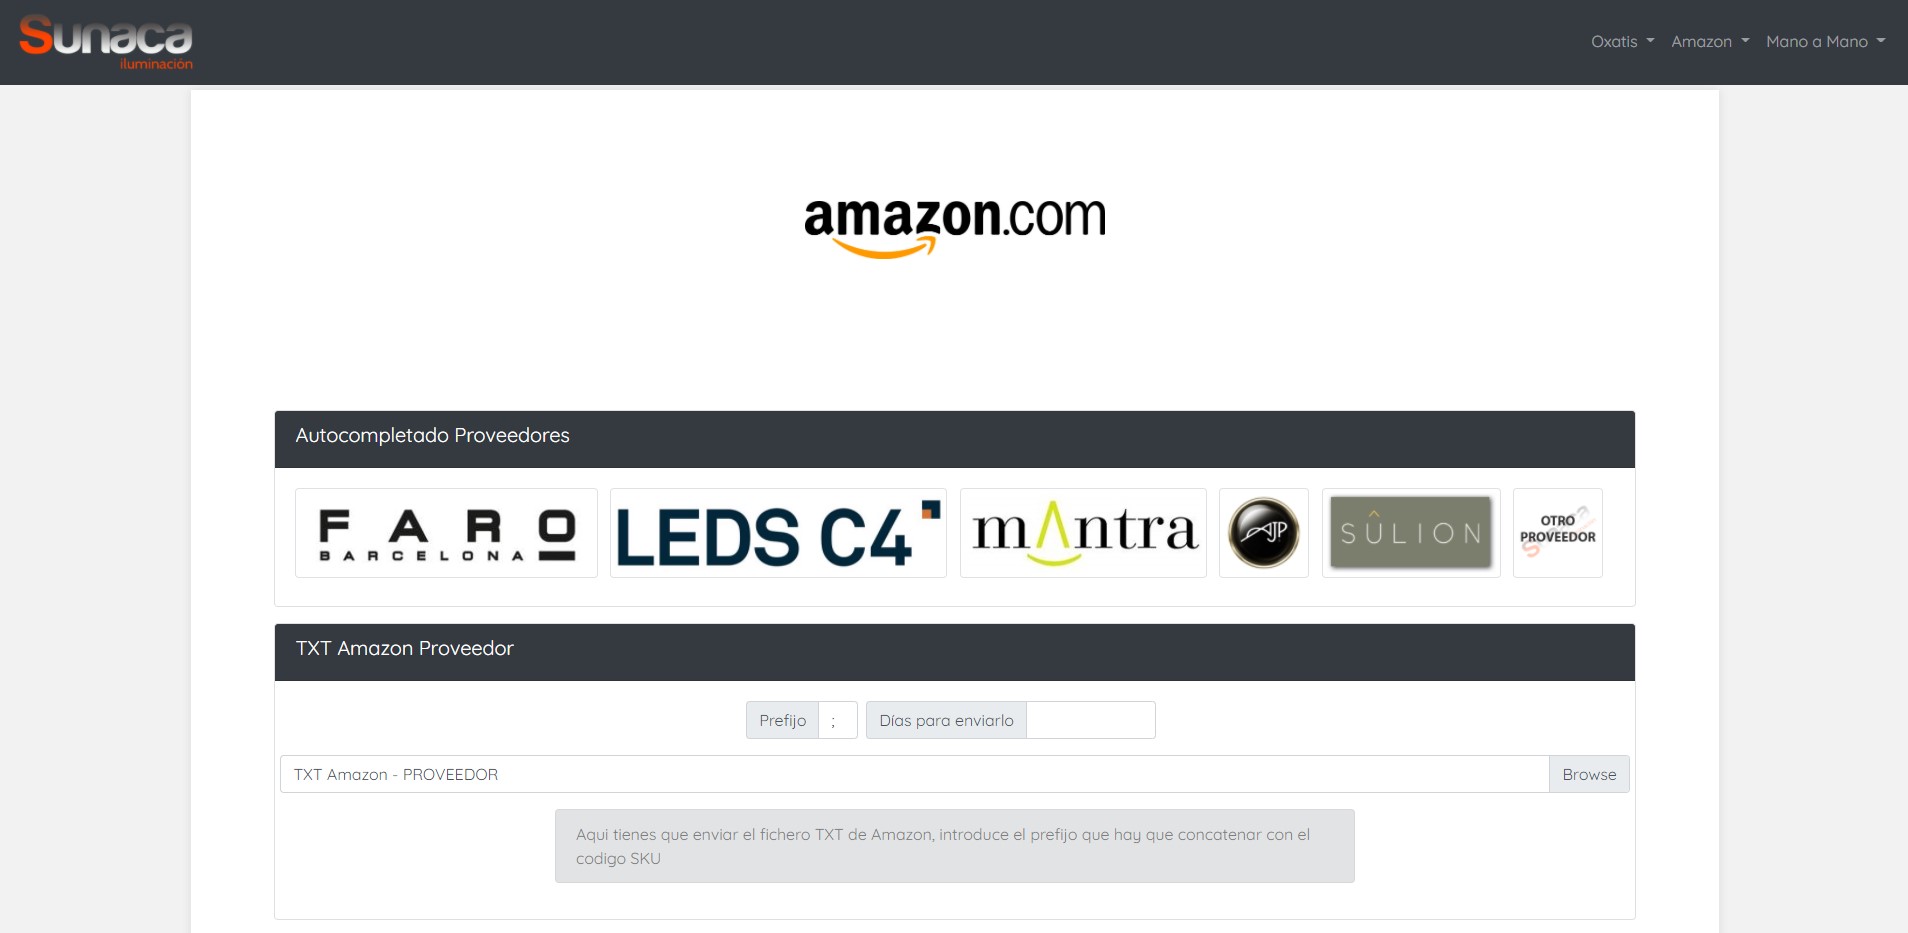 Sunaca
iluminación
Oxatis
Amazon
Mano a Mano
amazon.com
Autocompletado Proveedores
FARO
BARCELONA
LEDS C4
mantra
AJP
SÛLION
OTRO
PROVEEDOR
TXT Amazon Proveedor
Prefijo ;
Días para enviarlo
TXT Amazon - PROVEEDOR
Browse
Aqui tienes que enviar el fichero TXT de Amazon, introduce el prefijo que hay que concatenar con el
codigo SKU